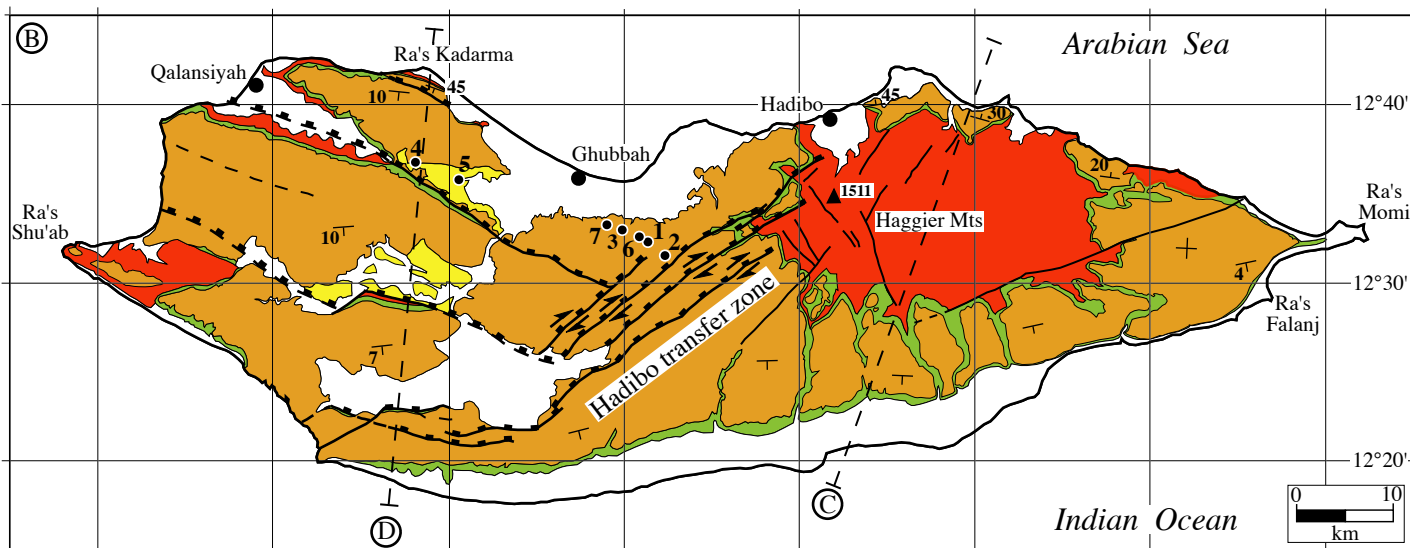 B
Arabian Sea
Ra's Kadarma
Qalansiyah
45
10
45
Hadibo
12°40'
30
Ghubbah
4
5
20
1511
Ra's
Momi
Ra's
Shu'ab
Haggier Mts
7
3
6
1
2
10
4
12°30'
Ra's
Falanj
Hadibo transfer zone
7
12°20'
C
D
Indian Ocean
0
10
km